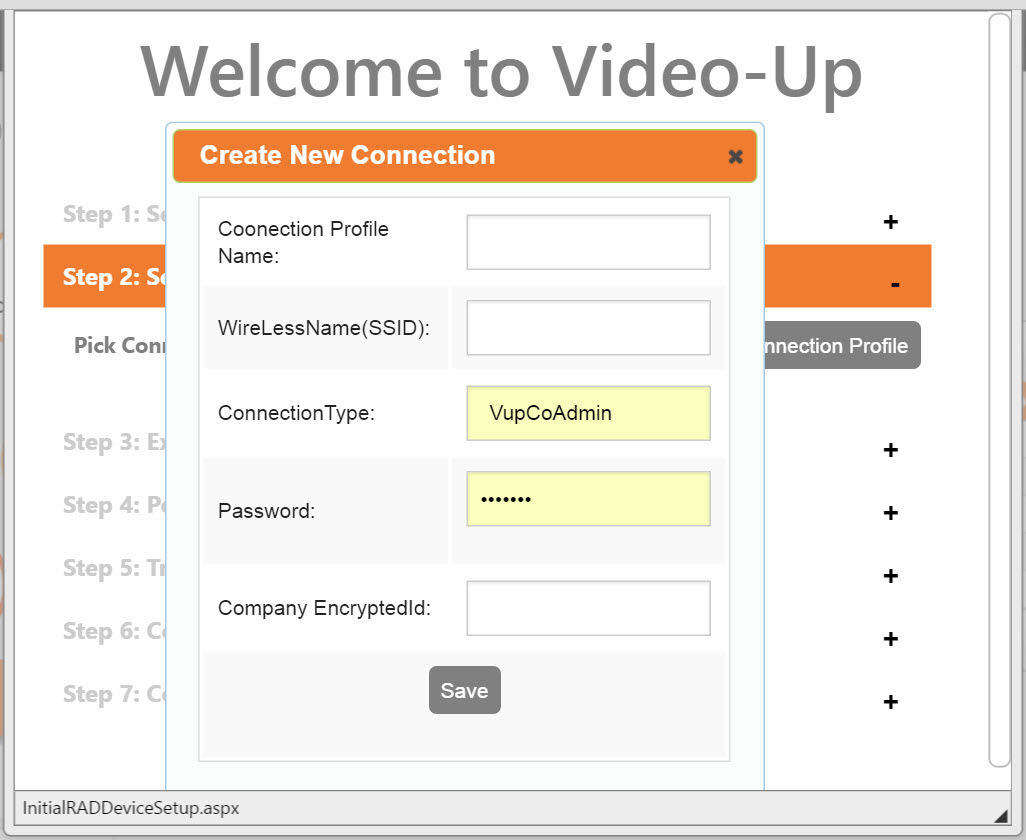 Welcome to Video-Up
Create New Connection
Step 1: Se
+
Coonection Profile
Name:
Step 2: Se
-
WireLessName(SSID):
Pick Conn
nnection Profile
ConnectionType:
VupCoAdmin
Step 3: Ex
+
Step 4: Po
+
Password:
•••••••
Step 5: Tr
+
Company EncryptedId:
Step 6: Co
+
Save
Step 7: Co
+
InitialRADDeviceSetup.aspx